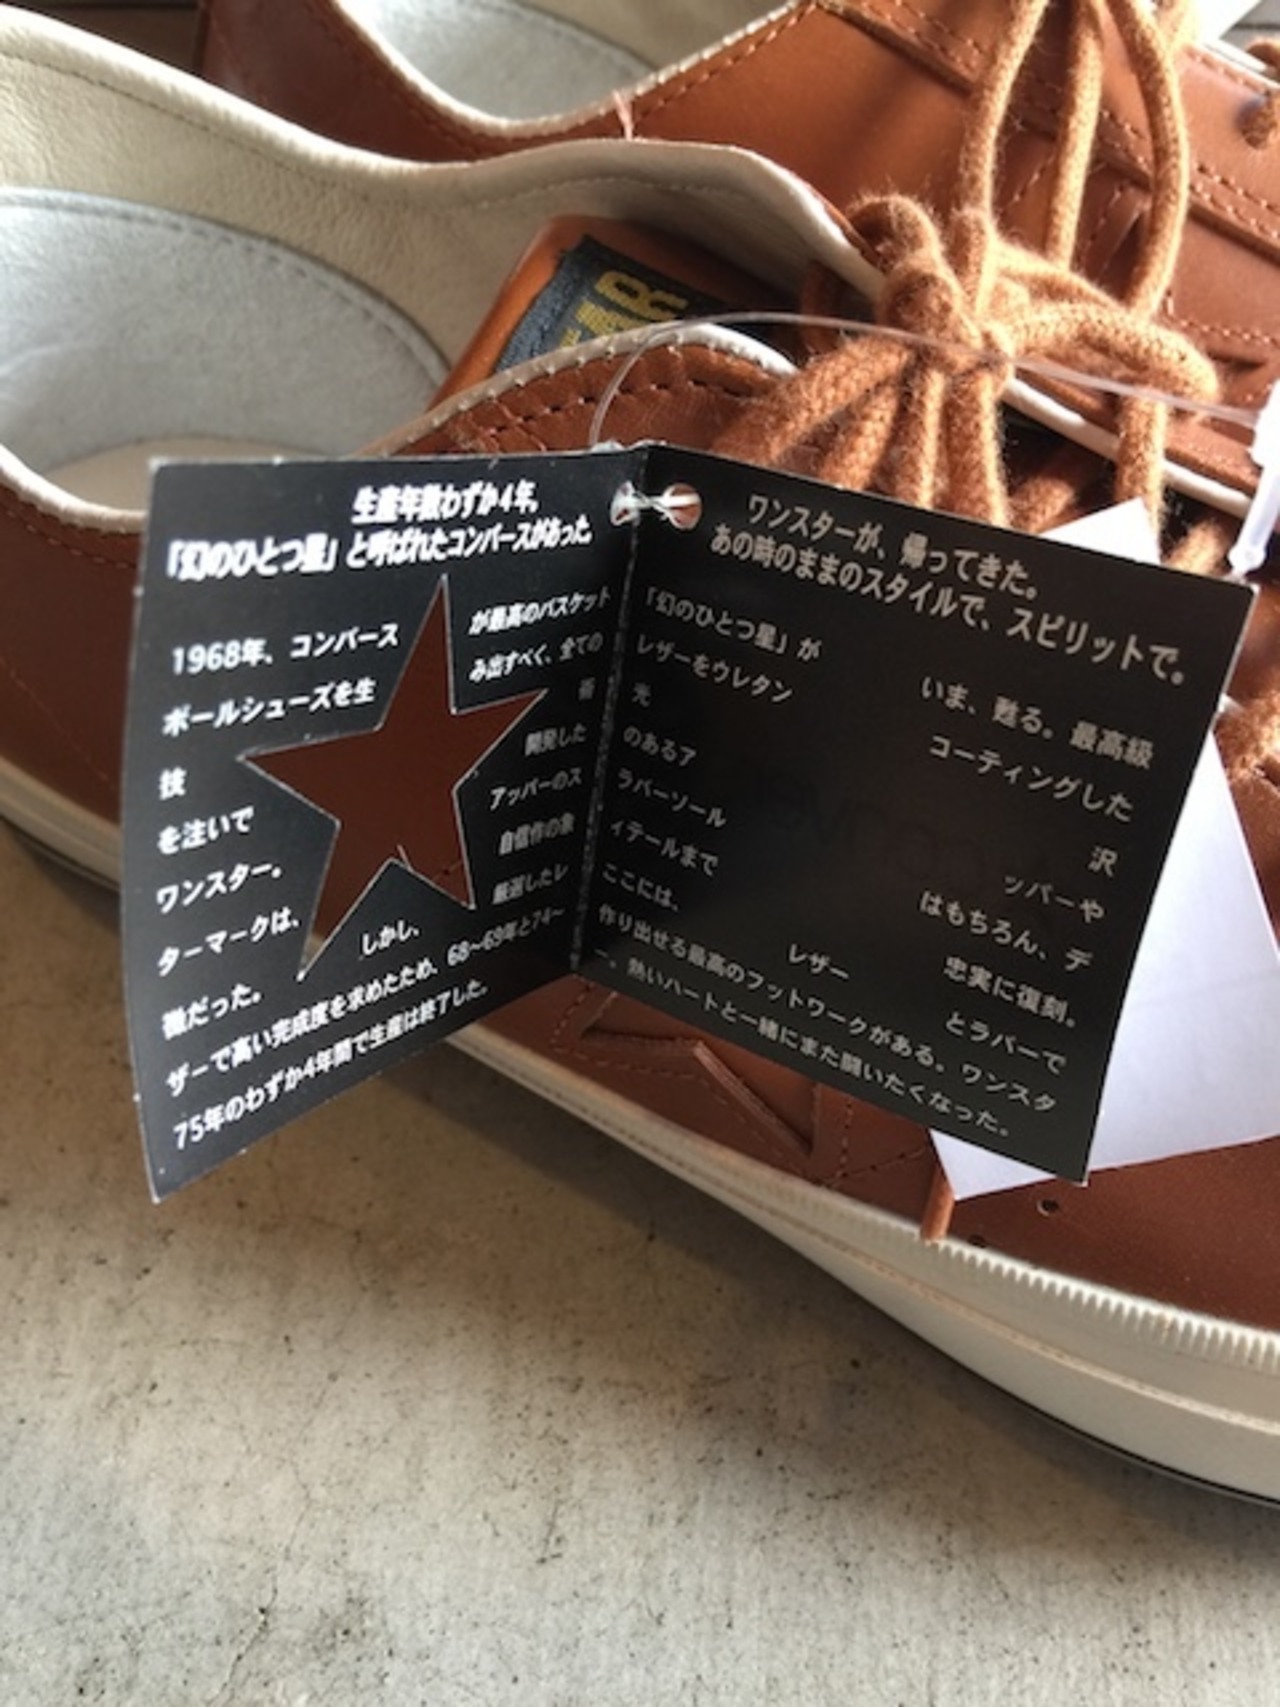 生産年数わずか4年。
「幻のひとつ星」と呼ばれたコンバースがあった
1968年、コンバース が最高のバスケット
ボールシューズを生 み出すべく、全ての
技 術
を注いで 開発した
ワンスター。 アッパーのス
ターマークは、 自信作の象
徴だった。 しかし、 厳選したレ
ザーで高い完成度を求めたため、68〜69年と74〜
75年のわずか4年間で生産は終了した。
ワンスターが、帰ってきた。
あの時のままのスタイルで、スピリットで。
「幻のひとつ星」が いま、甦る。最高級
レザーをウレタン コーティングした
光 沢
のあるア ッパーや
ラバーソール はもちろん、デ
ィテールまで 忠実に復刻。
ここには、 レザー とラバーで
作り出せる最高のフットワークがある。ワンスタ
ー。熱いハートと一緒にまた闘いたくなった。